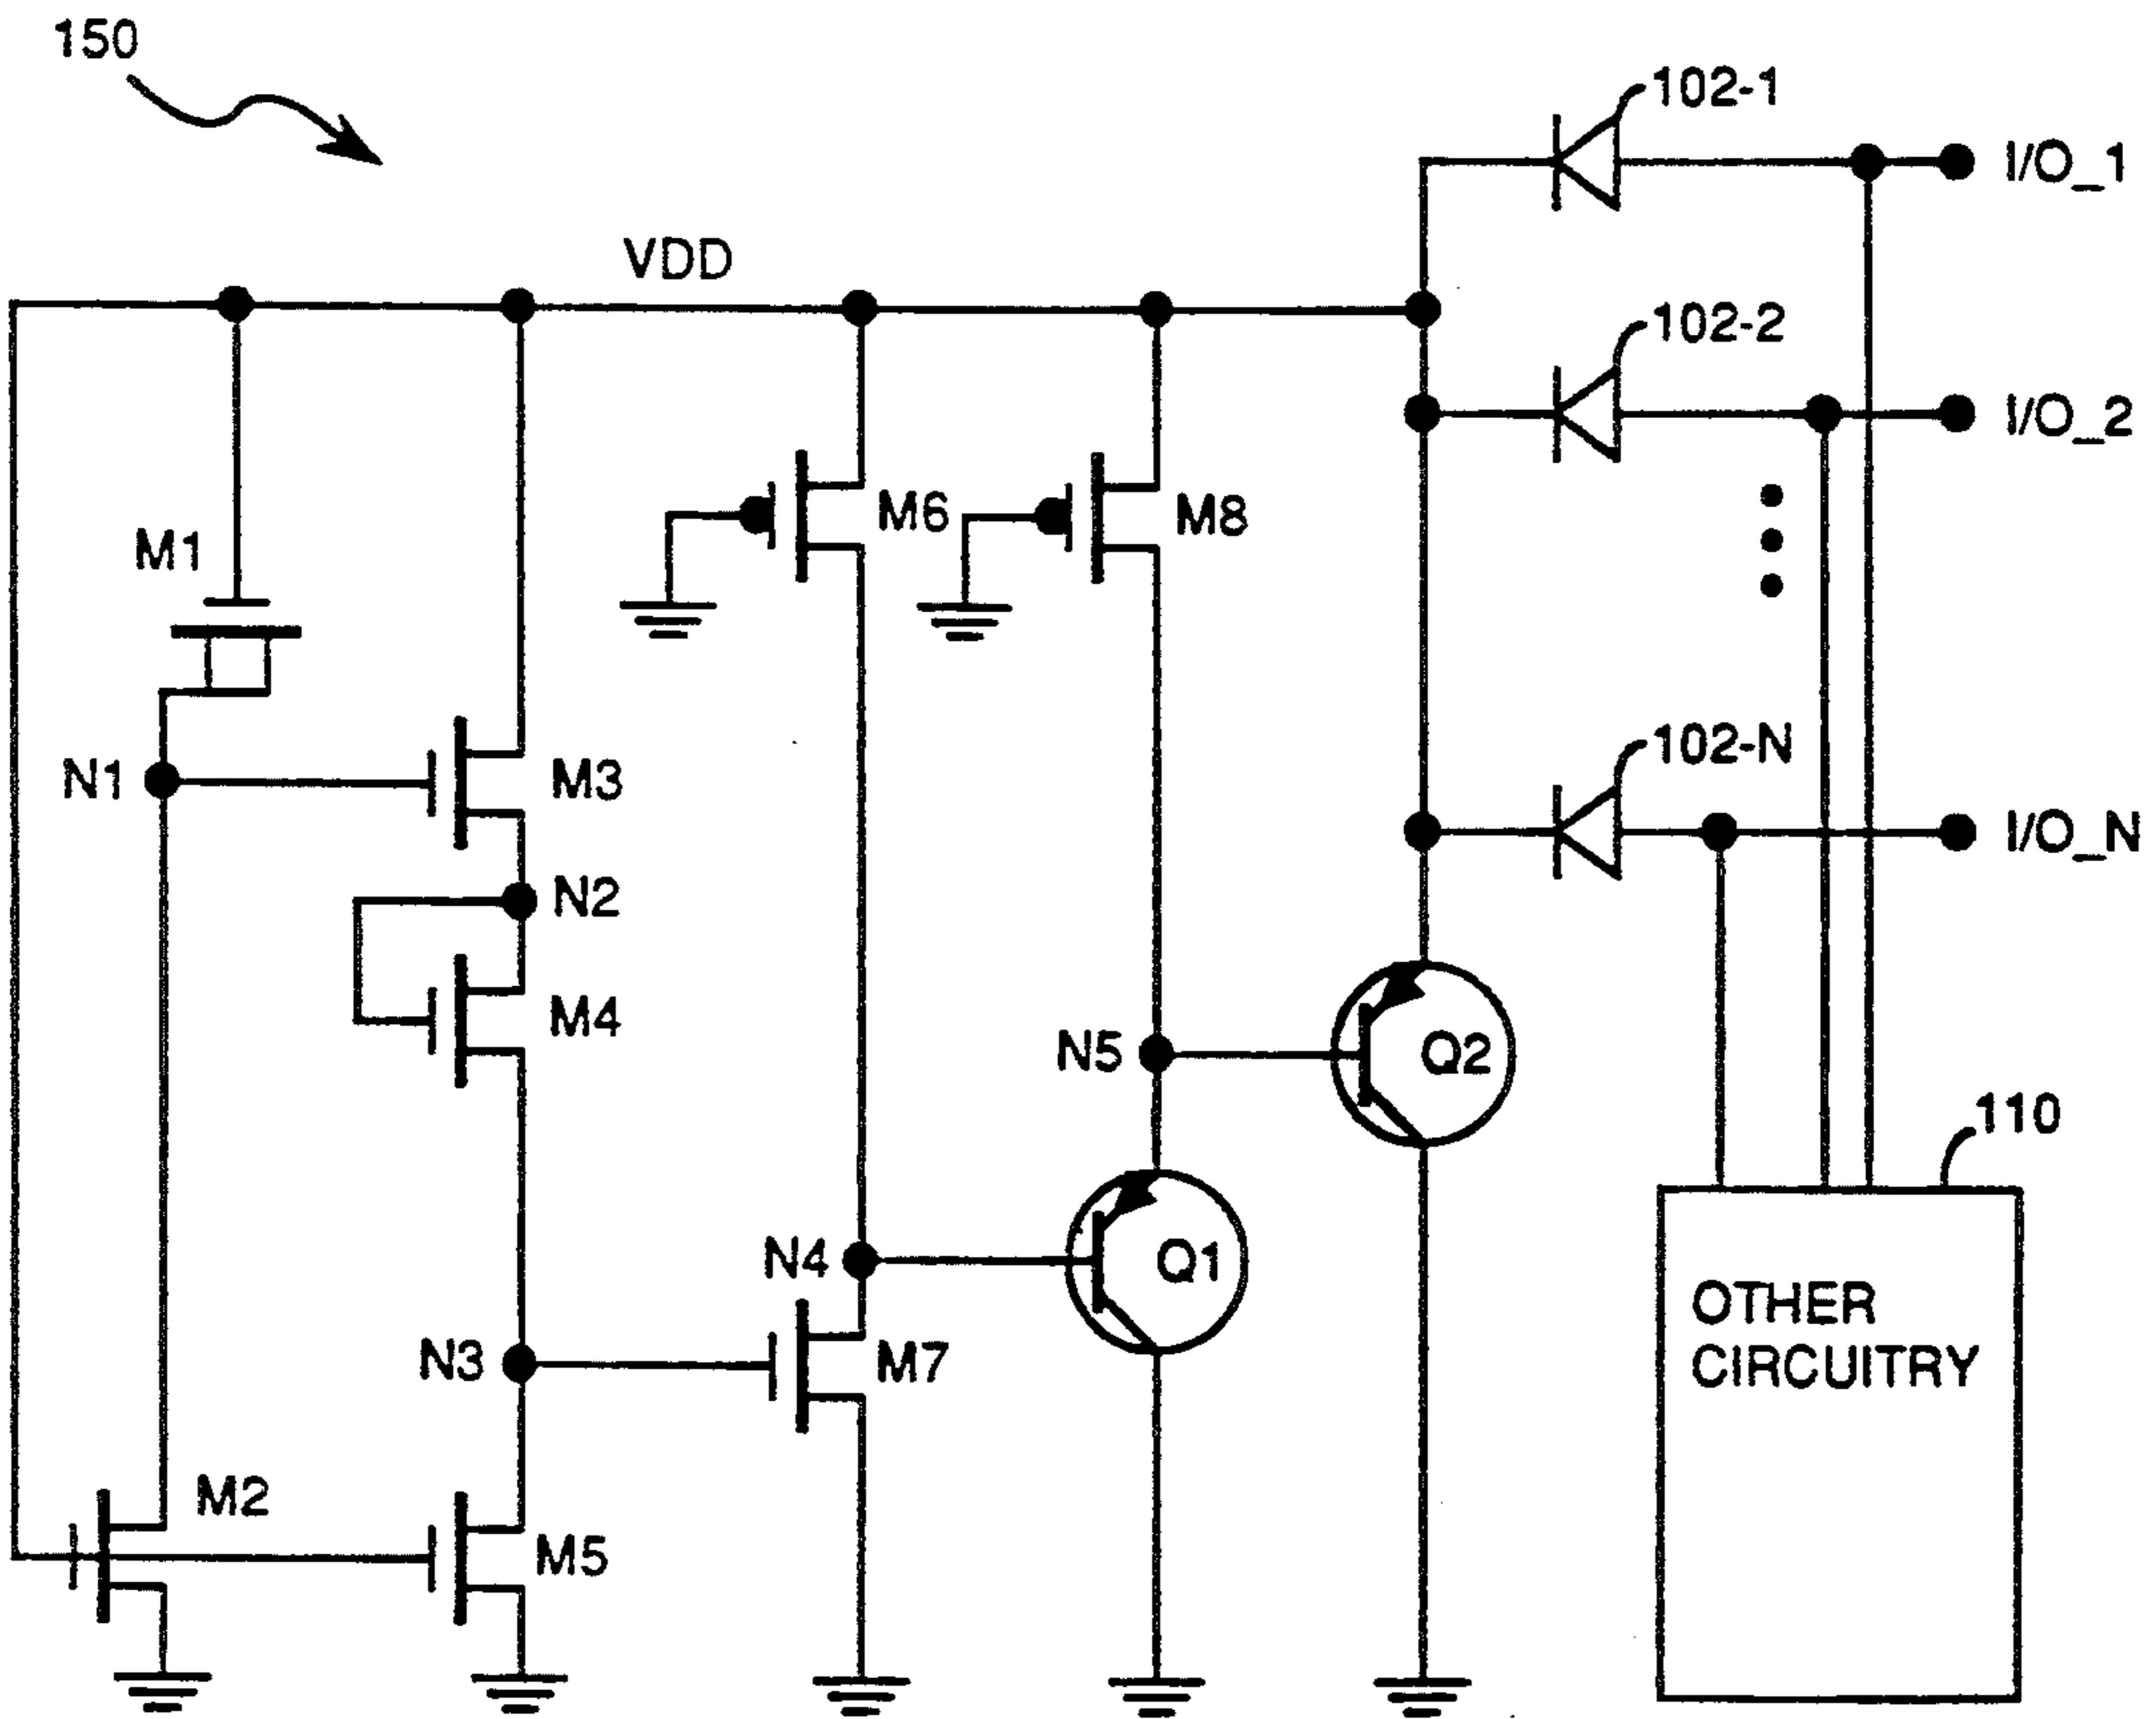 150
102-1
I/O_1
VDD
102-2
I/O_2
M6
M8
M1
102-N
N1
M3
I/O_N
N2
M4
N5
Q2
110
N4
Q1
OTHER
CIRCUITRY
N3
M7
M2
M5